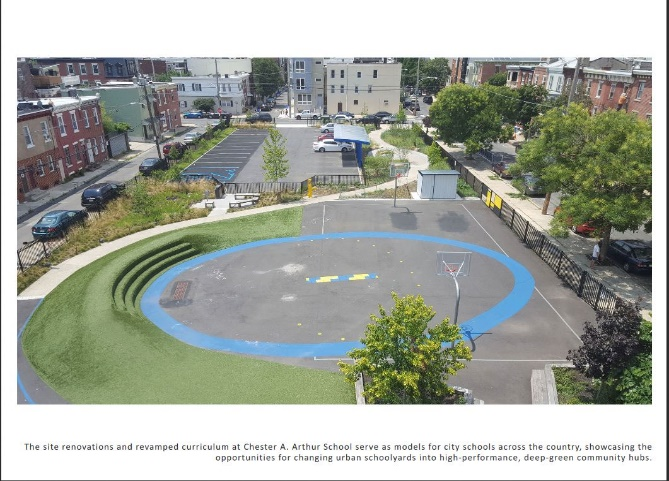 The site renovations and revamped curriculum at Chester A. Arthur School serve as models for city schools across the country, showcasing the
opportunities for changing urban schoolyards into high-performance, deep-green community hubs.